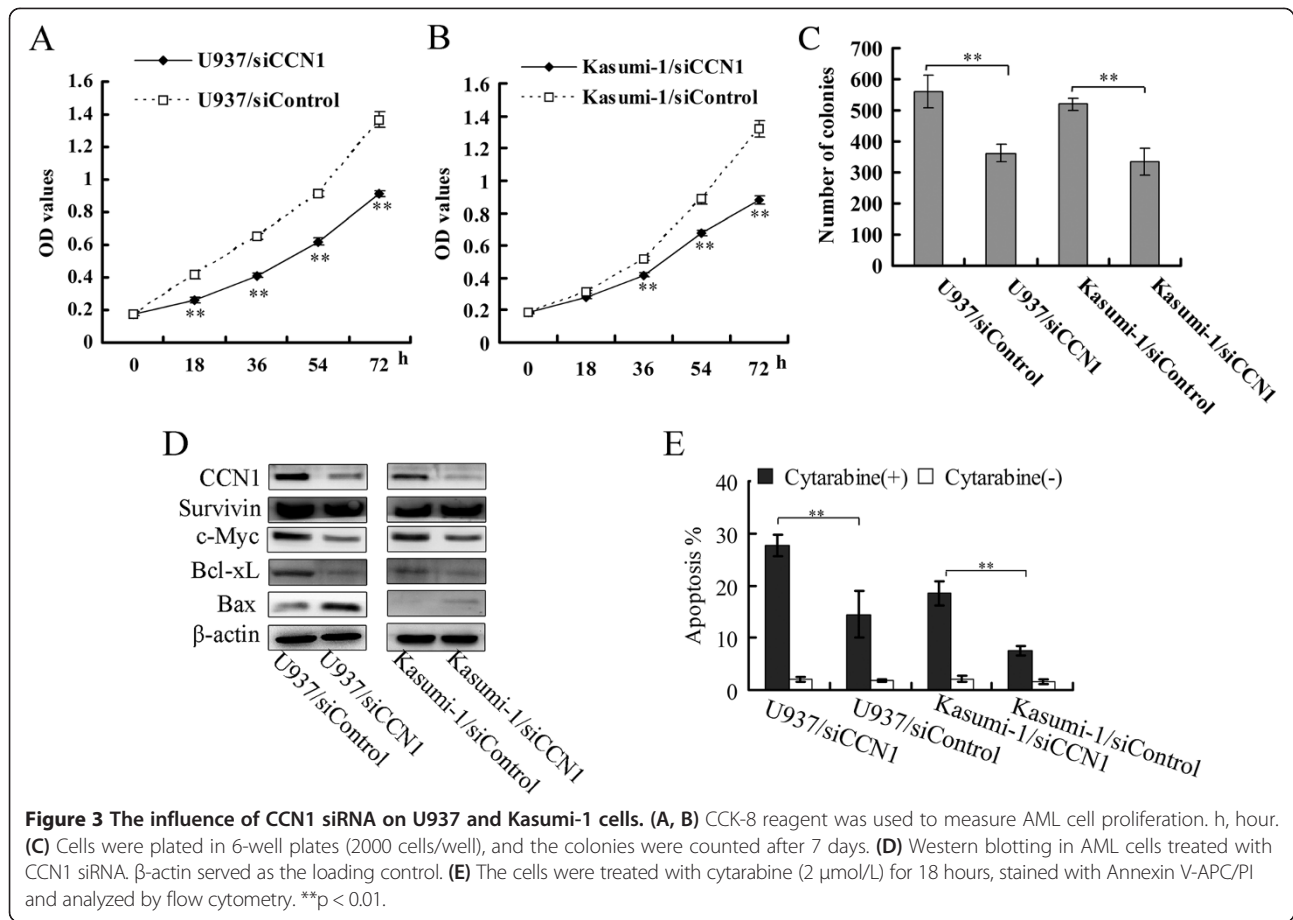 A
U937/siCCN1
U937/siControl
OD values
1.6
1.4
1.2
1
0.8
0.6
0.4
0.2
0
**
**
**
**
0 18 36 54 72 h
B
Kasumi-1/siCCN1
Kasumi-1/siControl
OD values
1.6
1.4
1.2
1
0.8
0.6
0.4
0.2
0
**
**
**
0 18 36 54 72 h
C
Number of colonies
700
600
500
400
300
200
100
0
**
**
U937/siControl
U937/siCCN1
Kasumi-1/siControl
Kasumi-1/siCCN1
D
CCN1
Survivin
c-Myc
Bcl-xL
Bax
β-actin
U937/siControl
U937/siCCN1
Kasumi-1/siControl
Kasumi-1/siCCN1
E
Cytarabine(+) Cytarabine(-)
Apoptosis %
40
30
20
10
0
**
**
U937/siCCN1
U937/siControl
Kasumi-1/siCCN1
Kasumi-1/siControl
Figure 3 The influence of CCN1 siRNA on U937 and Kasumi-1 cells. (A, B) CCK-8 reagent was used to measure AML cell proliferation. h, hour.
(C) Cells were plated in 6-well plates (2000 cells/well), and the colonies were counted after 7 days. (D) Western blotting in AML cells treated with
CCN1 siRNA. β-actin served as the loading control. (E) The cells were treated with cytarabine (2 μmol/L) for 18 hours, stained with Annexin V-APC/PI
and analyzed by flow cytometry. **p < 0.01.